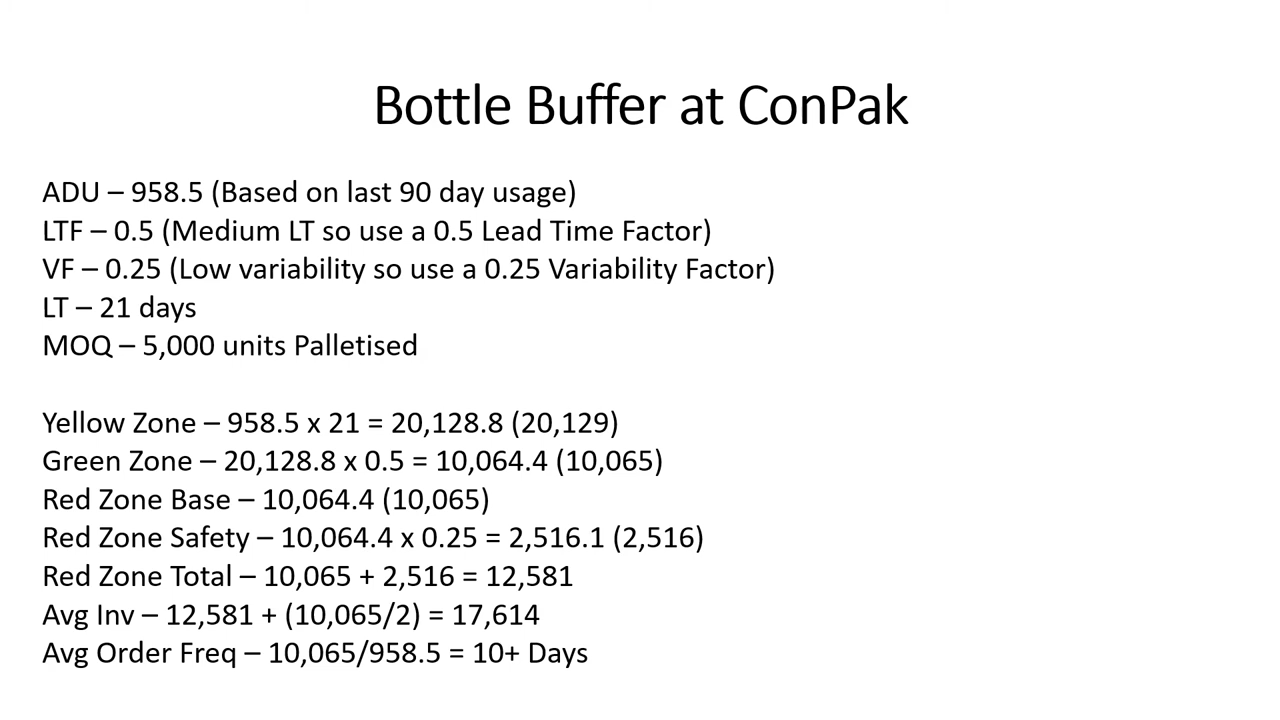 Bottle Buffer at ConPak
ADU – 958.5 (Based on last 90 day usage)
LTF – 0.5 (Medium LT so use a 0.5 Lead Time Factor)
VF – 0.25 (Low variability so use a 0.25 Variability Factor)
LT – 21 days
MOQ – 5,000 units Palletised
Yellow Zone – 958.5 x 21 = 20,128.8 (20,129)
Green Zone – 20,128.8 x 0.5 = 10,064.4 (10,065)
Red Zone Base – 10,064.4 (10,065)
Red Zone Safety – 10,064.4 x 0.25 = 2,516.1 (2,516)
Red Zone Total – 10,065 + 2,516 = 12,581
Avg Inv – 12,581 + (10,065/2) = 17,614
Avg Order Freq – 10,065/958.5 = 10+ Days